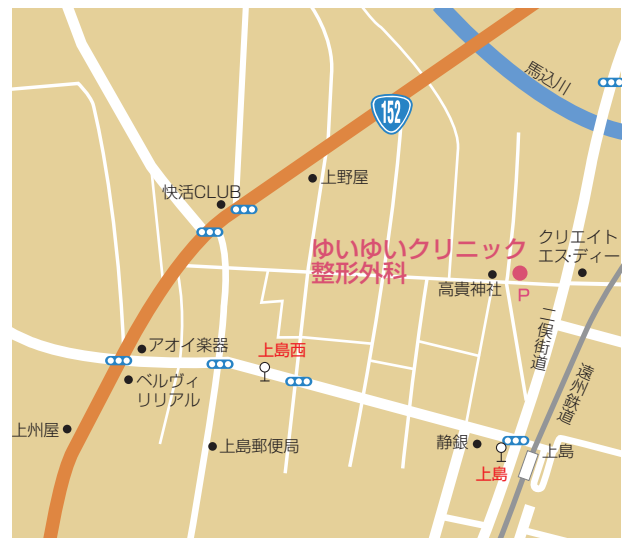 馬込川
152
上野屋
快活CLUB
ゆいゆいクリニック
整形外科
クリエイト
エス・ディー
高貴神社
P
二俣街道
遠州鉄道
アオイ楽器
上島西
ベルヴィ
リリアル
上州屋
上島郵便局
静銀
上島
上島